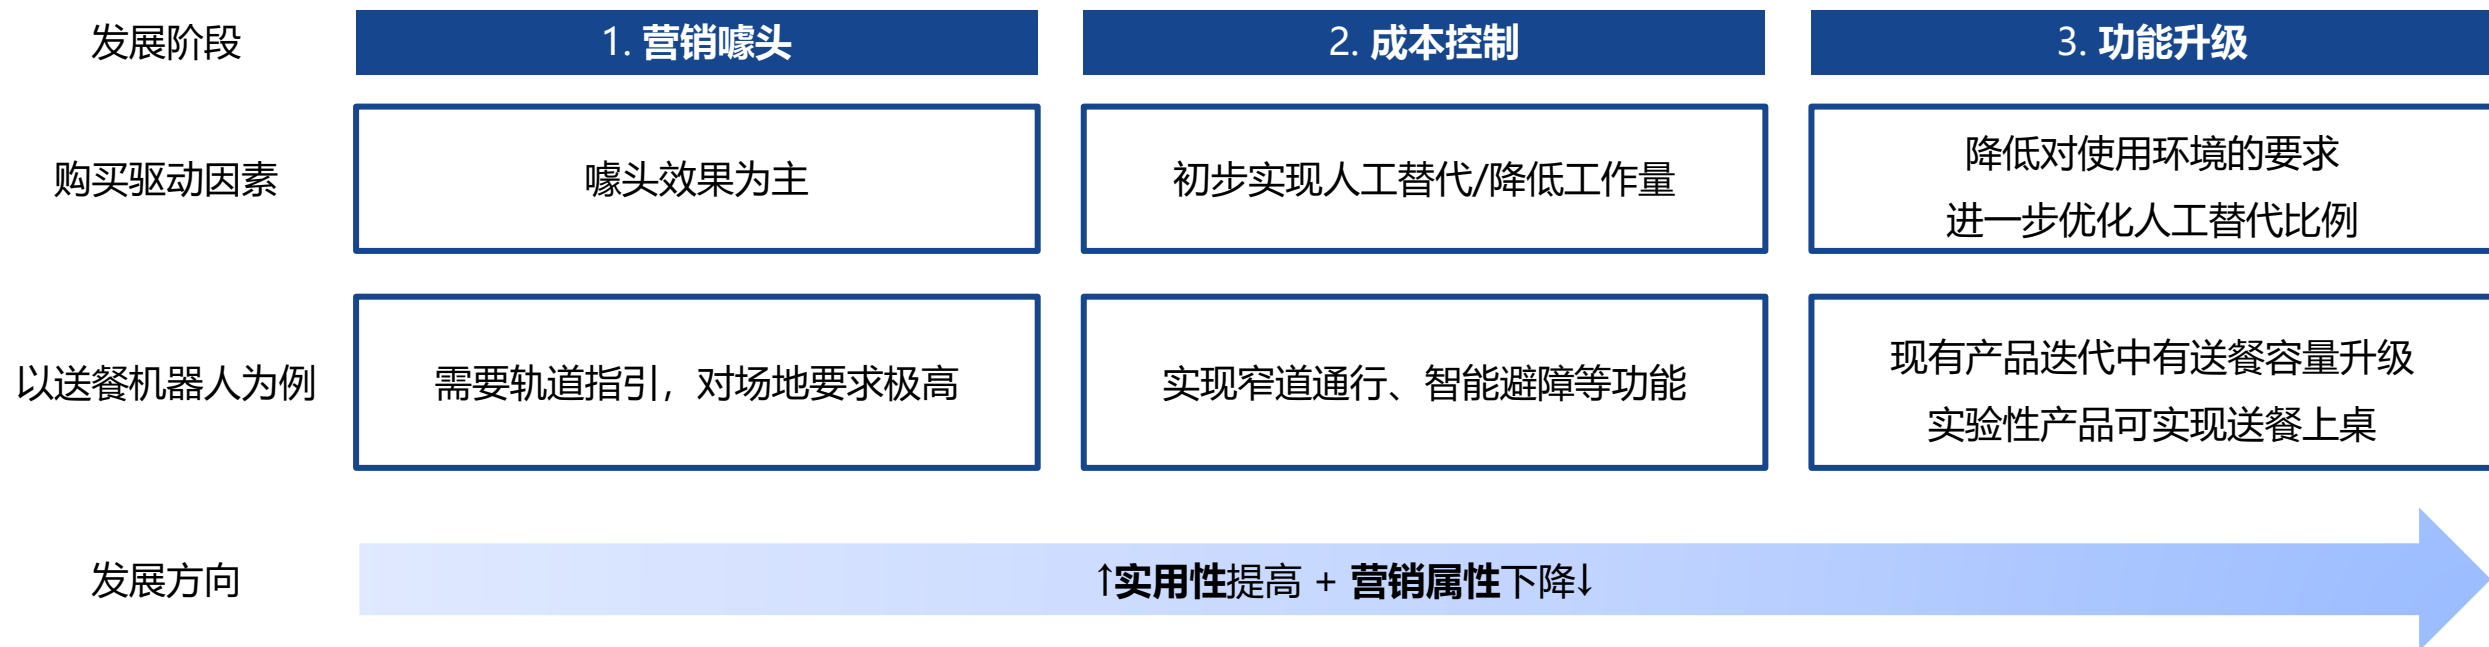 发展阶段
1. 营销噱头
2. 成本控制
3. 功能升级
购买驱动因素
噱头效果为主
初步实现人工替代/降低工作量
降低对使用环境的要求
进一步优化人工替代比例
以送餐机器人为例
需要轨道指引，对场地要求极高
实现窄道通行、智能避障等功能
现有产品迭代中有送餐容量升级
实验性产品可实现送餐上桌
发展方向
↑实用性提高 + 营销属性下降↓